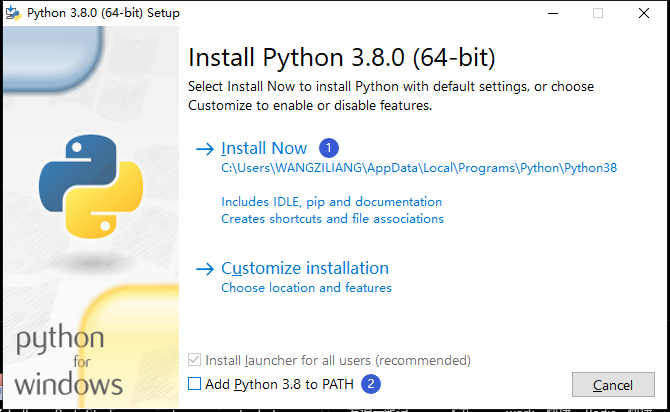 Python 3.8.0 (64-bit) Setup
Install Python 3.8.0 (64-bit)
Select Install Now to install Python with default settings, or choose
Customize to enable or disable features.
Install Now 1
C:\Users\WANGZILIANG\AppData\Local\Programs\Python\Python38
Includes IDLE, pip and documentation
Creates shortcuts and file associations
Customize installation
Choose location and features
python
for
windows
Install launcher for all users (recommended)
Add Python 3.8 to PATH 2
Cancel